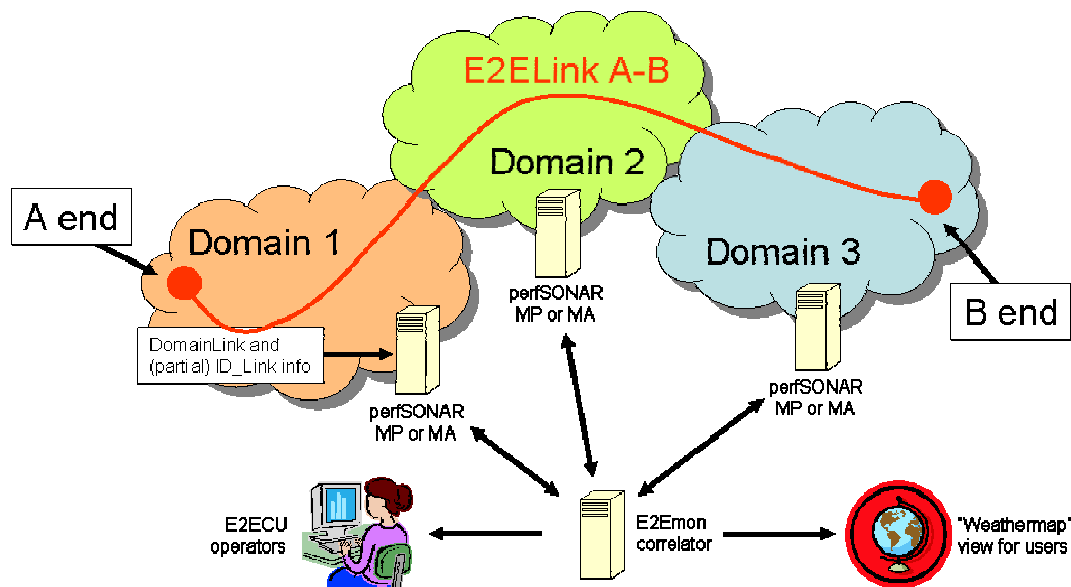 E2ELink A-B
Domain 2
A end
Domain 1
Domain 3
B end
perfSONAR
MP or MA
DomainLink and
(partial) ID_Link info
perfSONAR
MP or MA
perfSONAR
MP or MA
E2ECU
operators
E2Emon
correlator
"Weathermap"
view for users